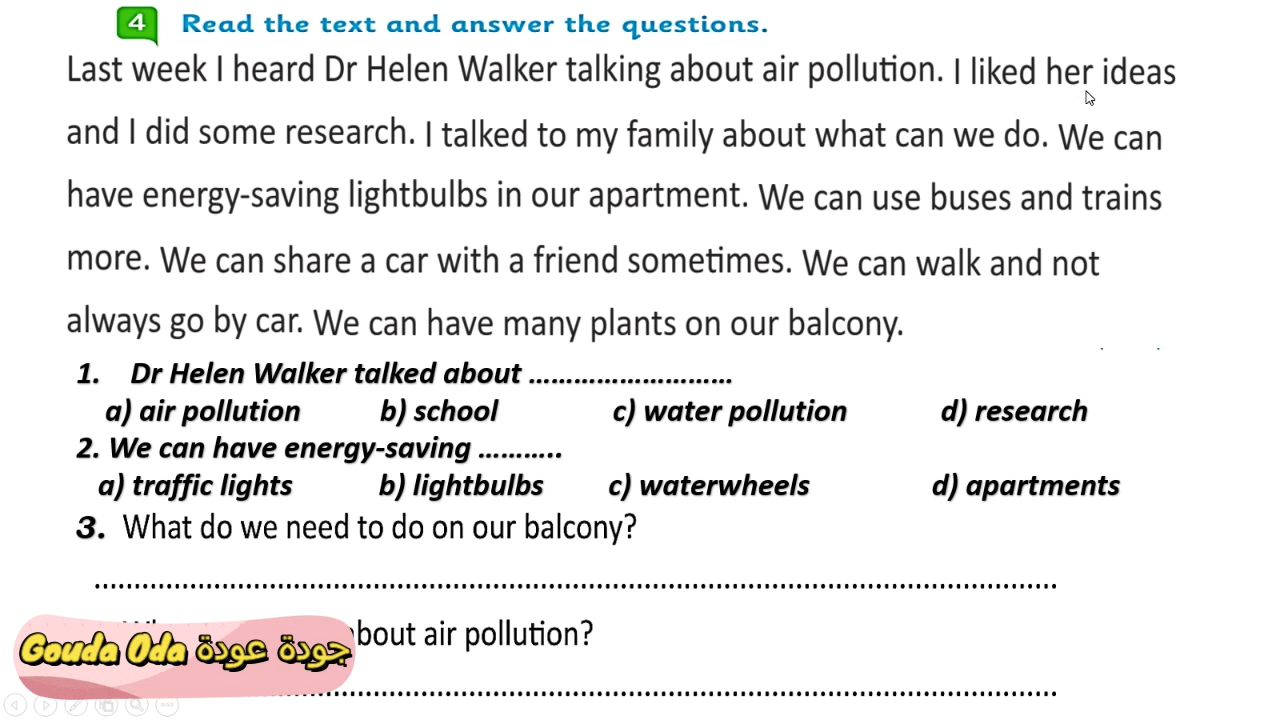 4 Read the text and answer the questions.
Last week I heard Dr Helen Walker talking about air pollution. I liked her ideas
and I did some research. I talked to my family about what can we do. We can
have energy-saving lightbulbs in our apartment. We can use buses and trains
more. We can share a car with a friend sometimes. We can walk and not
always go by car. We can have many plants on our balcony.
1. Dr Helen Walker talked about ………………………
a) air pollution b) school c) water pollution d) research
2. We can have energy-saving ………..
a) traffic lights b) lightbulbs c) waterwheels d) apartments
3. What do we need to do on our balcony?
about air pollution?
Gouda Oda جودة عودة